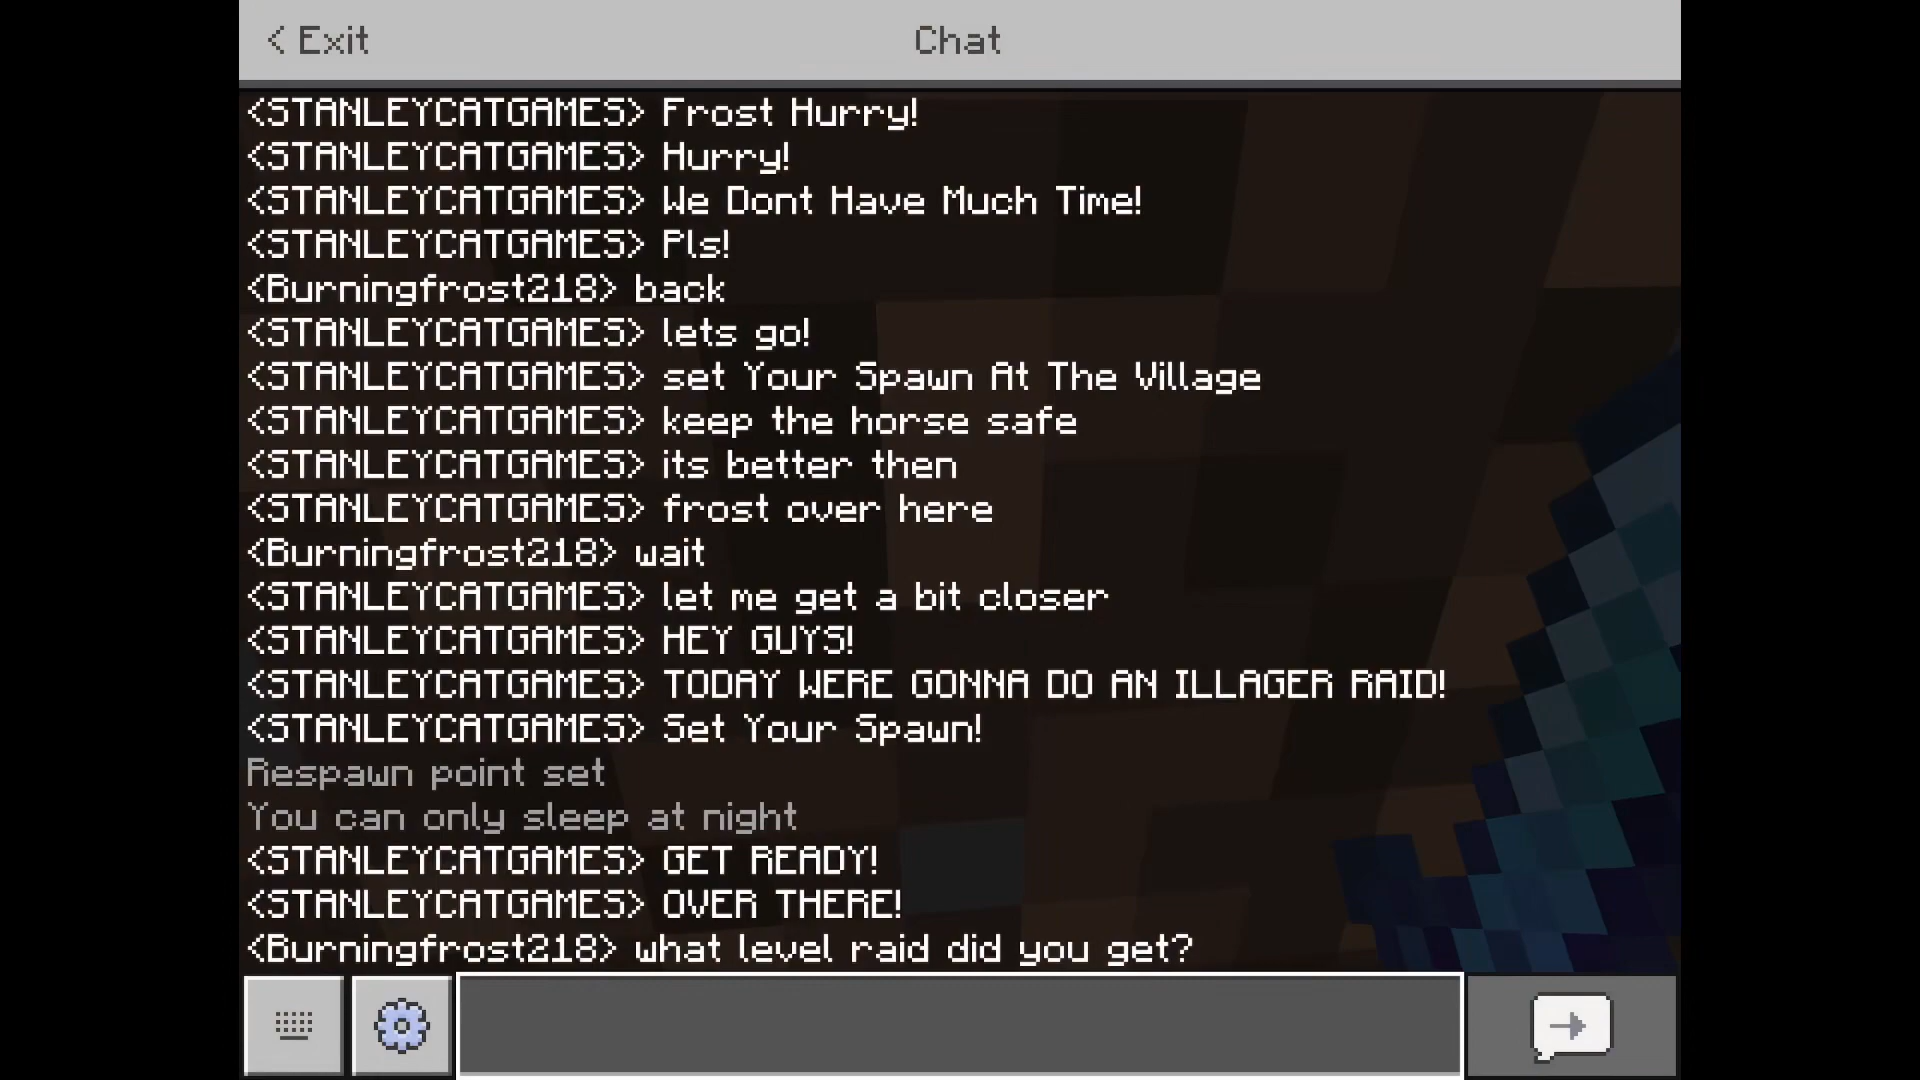 < Exit
Chat
<STANLEYCATGAMES> Frost Hurry!
<STANLEYCATGAMES> Hurry!
<STANLEYCATGAMES> We Dont Have Much Time!
<STANLEYCATGAMES> Pls!
<Burningfrost218> back
<STANLEYCATGAMES> lets go!
<STANLEYCATGAMES> set Your Spawn At The Village
<STANLEYCATGAMES> keep the horse safe
<STANLEYCATGAMES> its better then
<STANLEYCATGAMES> frost over here
<Burningfrost218> wait
<STANLEYCATGAMES> let me get a bit closer
<STANLEYCATGAMES> HEY GUYS!
<STANLEYCATGAMES> TODAY WERE GONNA DO AN ILLAGER RAID!
<STANLEYCATGAMES> Set Your Spawn!
Respawn point set
You can only sleep at night
<STANLEYCATGAMES> GET READY!
<STANLEYCATGAMES> OVER THERE!
<Burningfrost218> what level raid did you get?